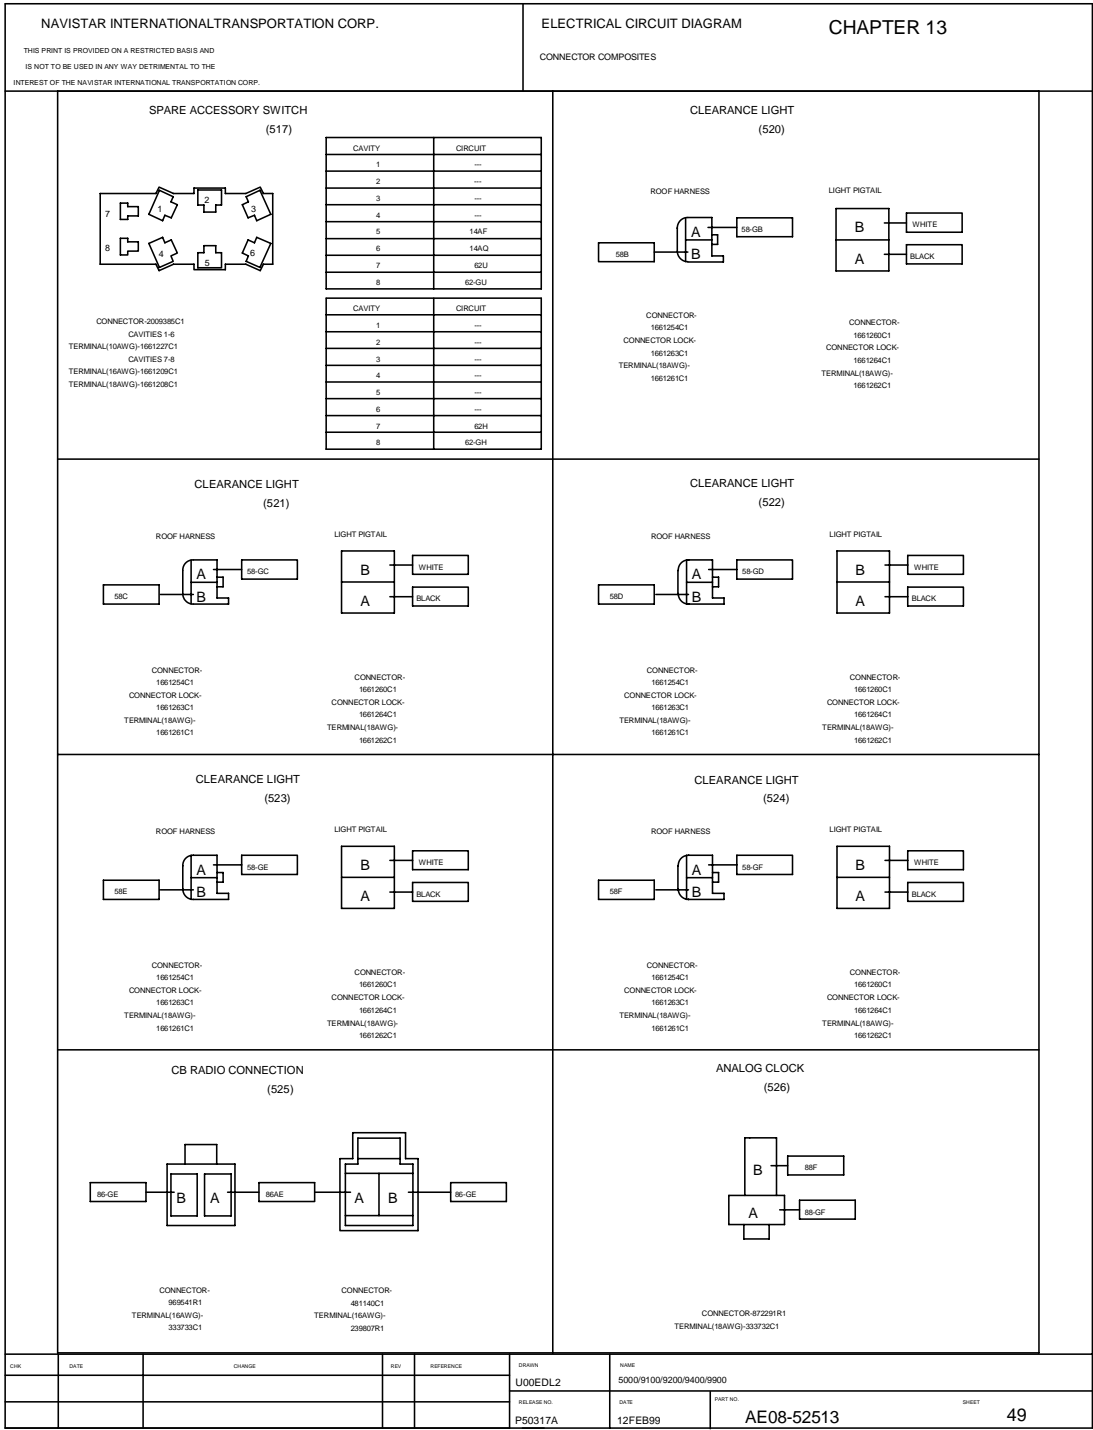 NAVISTAR INTERNATIONALTRANSPORTATION CORP.
THIS PRINT IS PROVIDED ON A RESTRICTED BASIS AND
IS NOT TO BE USED IN ANY WAY DETRIMENTAL TO THE
INTEREST OF THE NAVISTAR INTERNATIONAL TRANSPORTATION CORP.
ELECTRICAL CIRCUIT DIAGRAM
CHAPTER 13
CONNECTOR COMPOSITES
SPARE ACCESSORY SWITCH
(517)
7 1 2 3
8 4 5 6
CONNECTOR-2009385C1
CAVITIES 1-6
TERMINAL(10AWG)-1661227C1
CAVITIES 7-8
TERMINAL(16AWG)-1661209C1
TERMINAL(18AWG)-1661208C1
CAVITY CIRCUIT
1 ---
2 ---
3 ---
4 ---
5 14AF
6 14AQ
7 62U
8 62-GU
CAVITY CIRCUIT
1 ---
2 ---
3 ---
4 ---
5 ---
6 ---
7 62H
8 62-GH
CLEARANCE LIGHT
(520)
ROOF HARNESS LIGHT PIGTAIL
A 58-GB B WHITE
58B B A BLACK
CONNECTOR-
1661254C1
CONNECTOR LOCK-
1661263C1
TERMINAL(18AWG)-
1661261C1
CONNECTOR-
1661260C1
CONNECTOR LOCK-
1661264C1
TERMINAL(18AWG)-
1661262C1
CLEARANCE LIGHT
(521)
ROOF HARNESS LIGHT PIGTAIL
A 58-GC B WHITE
58C B A BLACK
CONNECTOR-
1661254C1
CONNECTOR LOCK-
1661263C1
TERMINAL(18AWG)-
1661261C1
CONNECTOR-
1661260C1
CONNECTOR LOCK-
1661264C1
TERMINAL(18AWG)-
1661262C1
CLEARANCE LIGHT
(522)
ROOF HARNESS LIGHT PIGTAIL
A 58-GD B WHITE
58D B A BLACK
CONNECTOR-
1661254C1
CONNECTOR LOCK-
1661263C1
TERMINAL(18AWG)-
1661261C1
CONNECTOR-
1661260C1
CONNECTOR LOCK-
1661264C1
TERMINAL(18AWG)-
1661262C1
CLEARANCE LIGHT
(523)
ROOF HARNESS LIGHT PIGTAIL
A 58-GE B WHITE
58E B A BLACK
CONNECTOR-
1661254C1
CONNECTOR LOCK-
1661263C1
TERMINAL(18AWG)-
1661261C1
CONNECTOR-
1661260C1
CONNECTOR LOCK-
1661264C1
TERMINAL(18AWG)-
1661262C1
CLEARANCE LIGHT
(524)
ROOF HARNESS LIGHT PIGTAIL
A 58-GF B WHITE
58F B A BLACK
CONNECTOR-
1661254C1
CONNECTOR LOCK-
1661263C1
TERMINAL(18AWG)-
1661261C1
CONNECTOR-
1661260C1
CONNECTOR LOCK-
1661264C1
TERMINAL(18AWG)-
1661262C1
CB RADIO CONNECTION
(525)
86-GE B A 86AE A B 86-GE
CONNECTOR-
969541R1
TERMINAL(16AWG)-
333733C1
CONNECTOR-
481140C1
TERMINAL(16AWG)-
239807R1
ANALOG CLOCK
(526)
B 88F
A 88-GF
CONNECTOR-872291R1
TERMINAL(18AWG)-333732C1
CHK DATE CHANGE REV REFERENCE
DRAWN
U00EDL2
NAME
5000/9100/9200/9400/9900
RELEASE NO.
P50317A
DATE
12FEB99
PART NO.
AE08-52513
SHEET
49